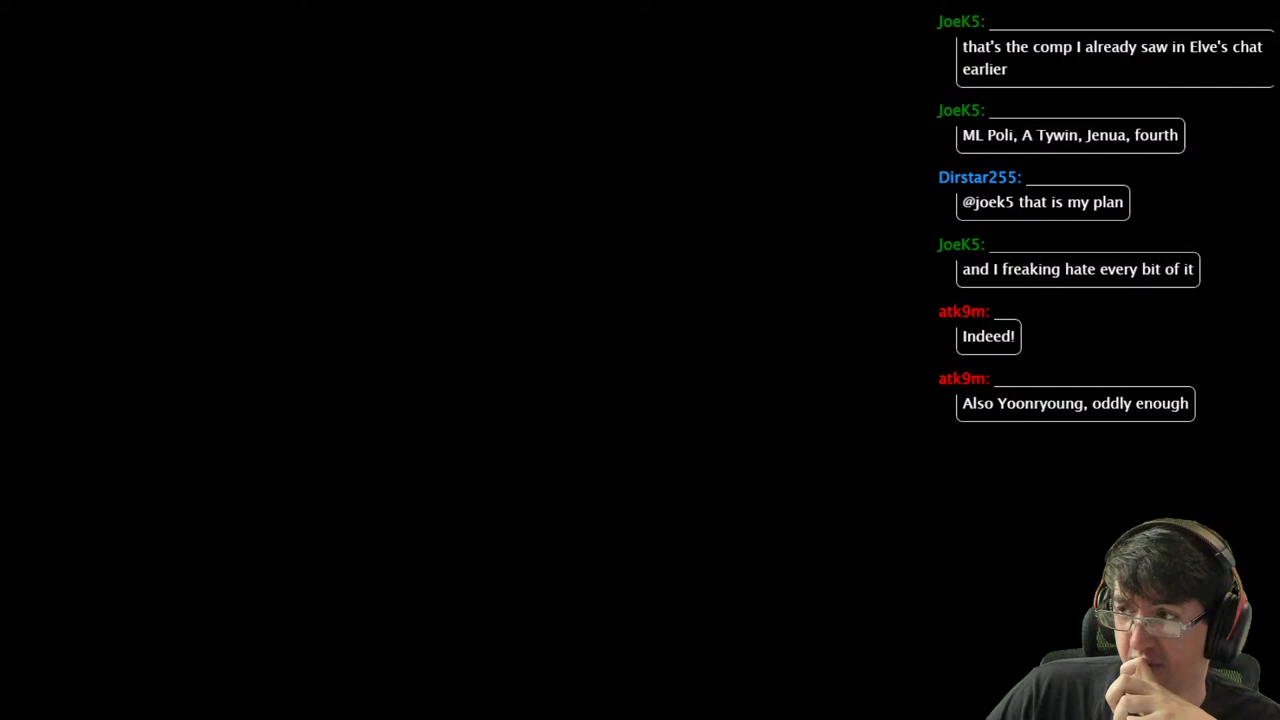 JoeK5:
that's the comp I already saw in Elve's chat
earlier
JoeK5:
ML Poli, A Tywin, Jenua, fourth
Dirstar255:
@joek5 that is my plan
JoeK5:
and I freaking hate every bit of it
atk9m:
Indeed!
atk9m:
Also Yoonryoung, oddly enough